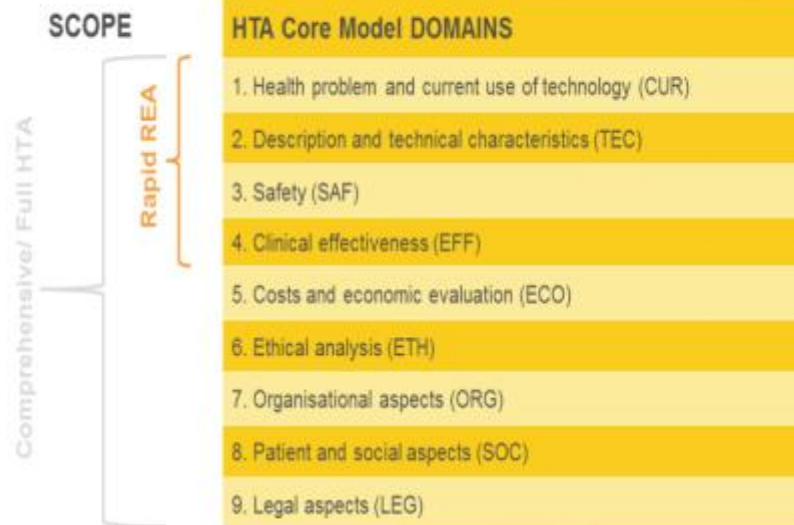 SCOPE
HTA Core Model DOMAINS
Comprehensive/ Full HTA
Rapid REA
1. Health problem and current use of technology (CUR)
2. Description and technical characteristics (TEC)
3. Safety (SAF)
4. Clinical effectiveness (EFF)
5. Costs and economic evaluation (ECO)
6. Ethical analysis (ETH)
7. Organisational aspects (ORG)
8. Patient and social aspects (SOC)
9. Legal aspects (LEG)